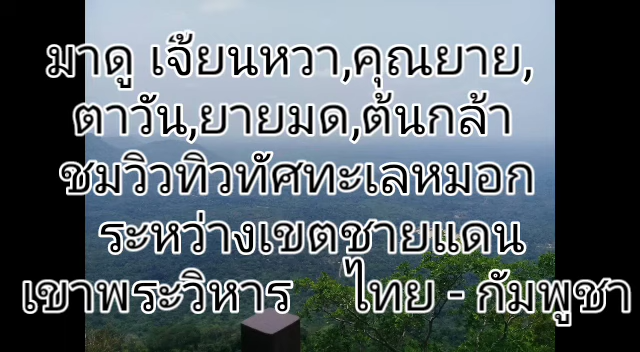 มาดู เจ๊ยนหวา,คุณยาย,
ตาวัน,ยายมด,ต้นกล้า
ชมวิวทิวทัศทะเลหมอก
ระหว่างเขตชายแดน
เขาพระวิหาร ไทย - กัมพูชา